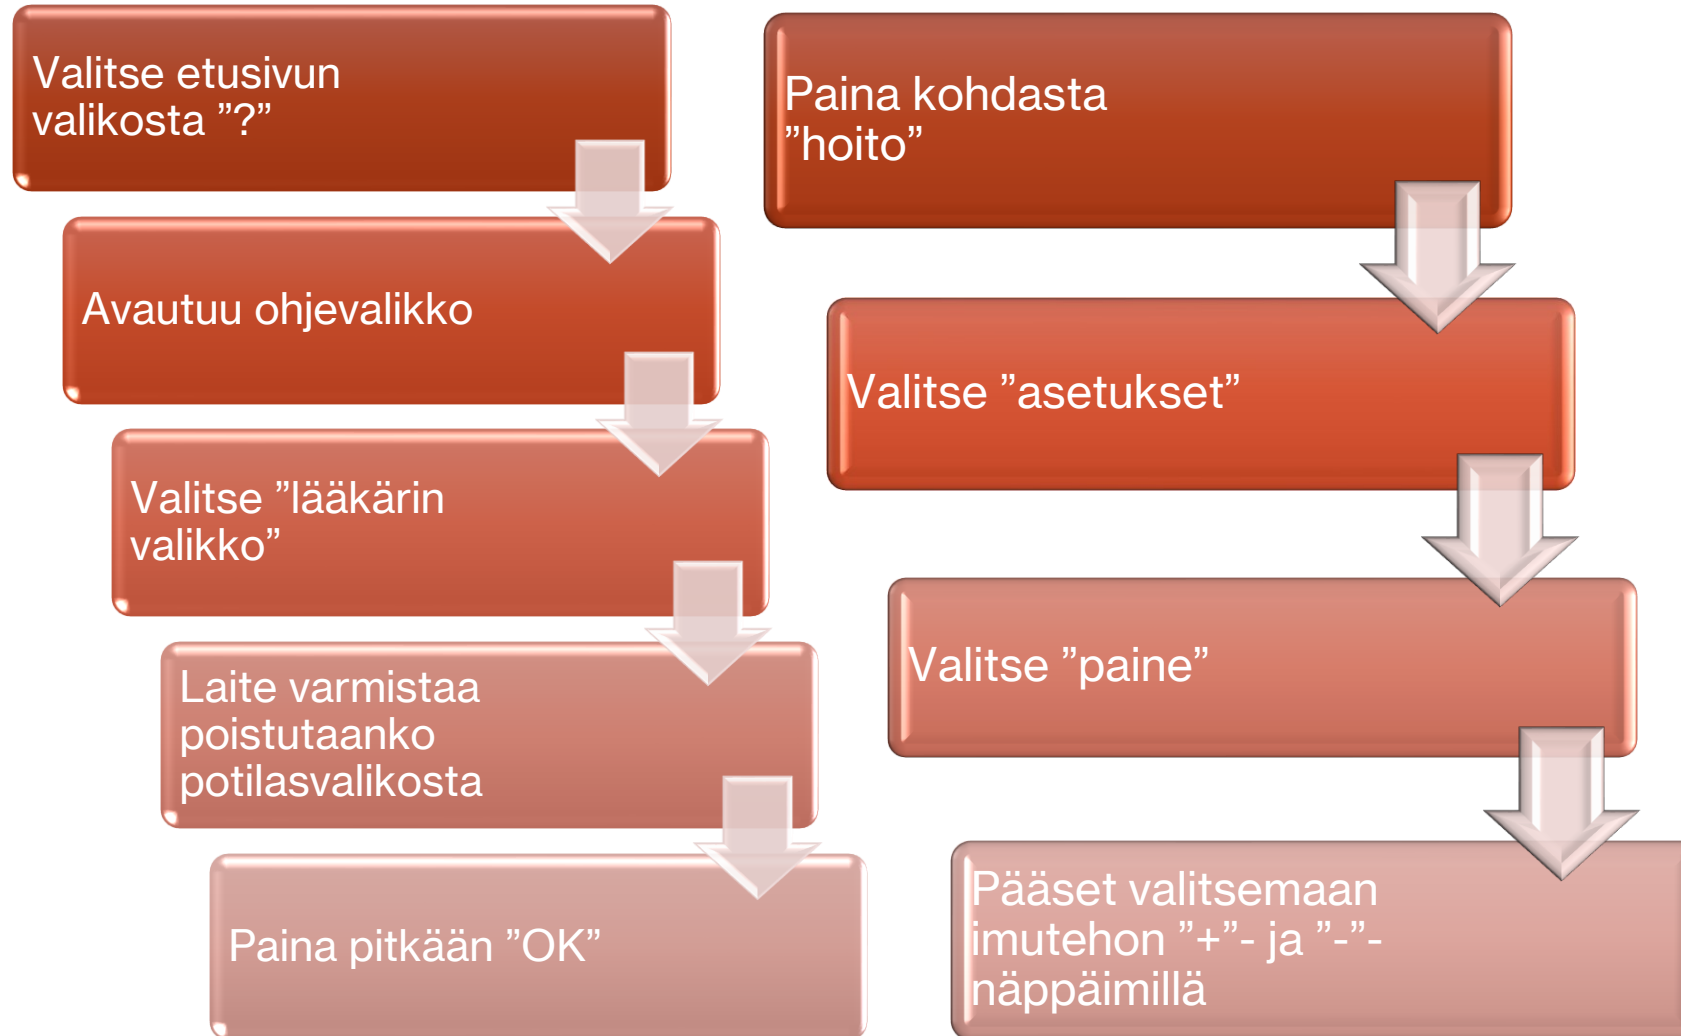 Valitse etusivun
valikosta ”?”
Avautuu ohjevalikko
Valitse ”lääkärin
valikko”
Laite varmistaa
poistutaanko
potilasvalikosta
Paina pitkään ”OK”
Paina kohdasta
”hoito”
Valitse ”asetukset”
Valitse ”paine”
Pääset valitsemaan
imutehon ”+”- ja ”-”-
näppäimillä